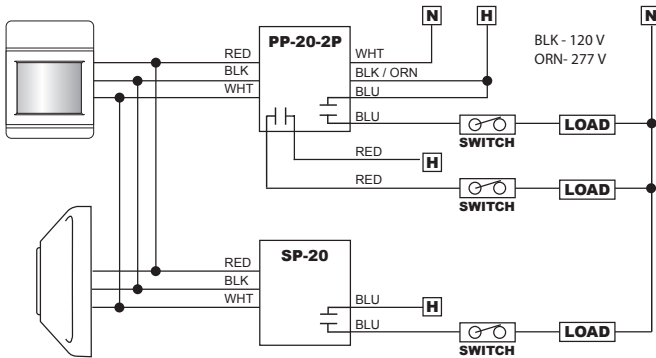 N H N
PP-20-2P
BLK - 120 V
ORN- 277 V
RED WHT
BLK BLK / ORN
WHT BLU
BLU
SWITCH LOAD
RED H
RED
SWITCH LOAD
SP-20
RED
BLK
WHT BLU H
BLU
SWITCH LOAD